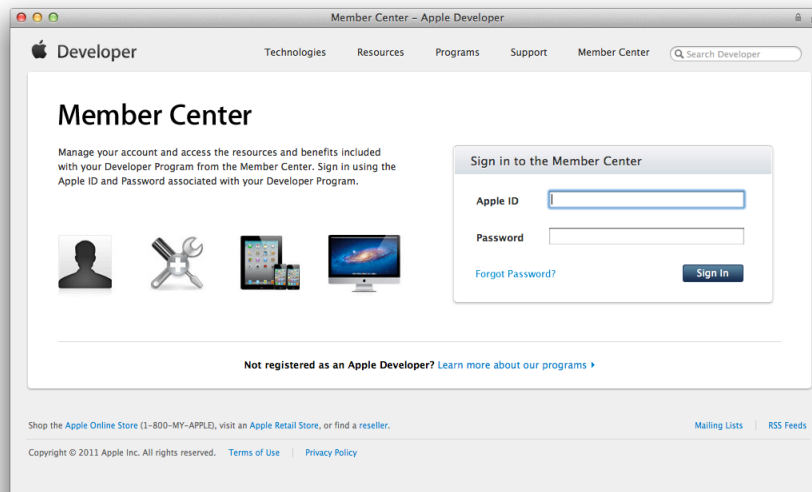 Member Center – Apple Developer
Developer
Technologies
Resources
Programs
Support
Member Center
Search Developer
Member Center
Manage your account and access the resources and benefits included
with your Developer Program from the Member Center. Sign in using the
Apple ID and Password associated with your Developer Program.
Sign in to the Member Center
Apple ID
Password
Forgot Password?
Sign In
Not registered as an Apple Developer? Learn more about our programs
Shop the Apple Online Store (1-800-MY-APPLE), visit an Apple Retail Store, or find a reseller.
Mailing Lists
RSS Feeds
Copyright © 2011 Apple Inc. All rights reserved.
Terms of Use
Privacy Policy